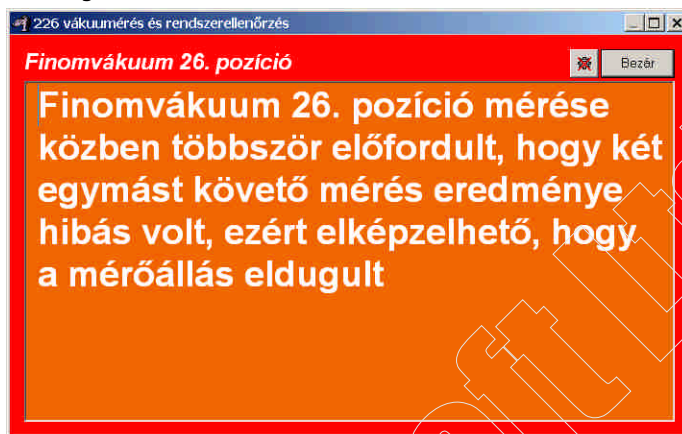 226 vákuumérés és rendszerellenőrzés
Finomvákuum 26. pozíció
Bezár
Finomvákuum 26. pozíció mérése
közben többször előfordult, hogy két
egymást követő mérés eredménye
hibás volt, ezért elképzelhető, hogy
a mérőállás eldugult